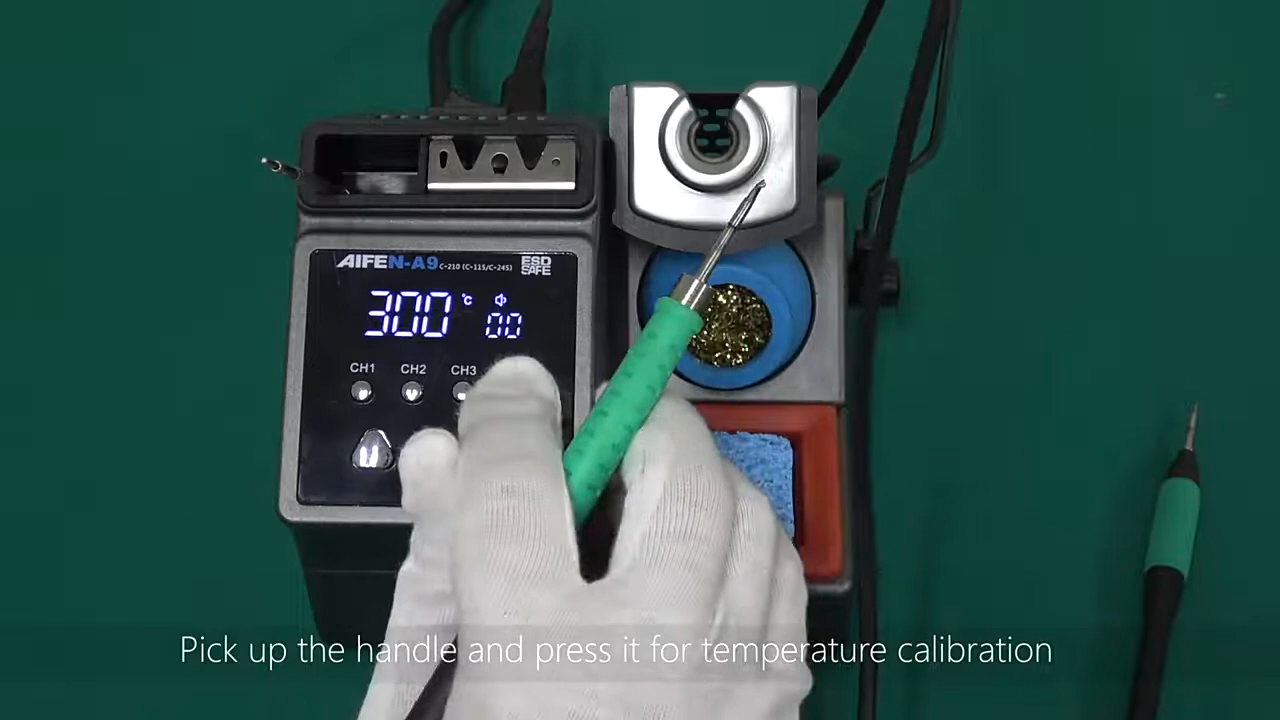 AIFEN-A9 C-210 (C-115/C-245)
ESD
SAFE
300 °C
00
CH1 CH2 CH3
Pick up the handle and press it for temperature calibration